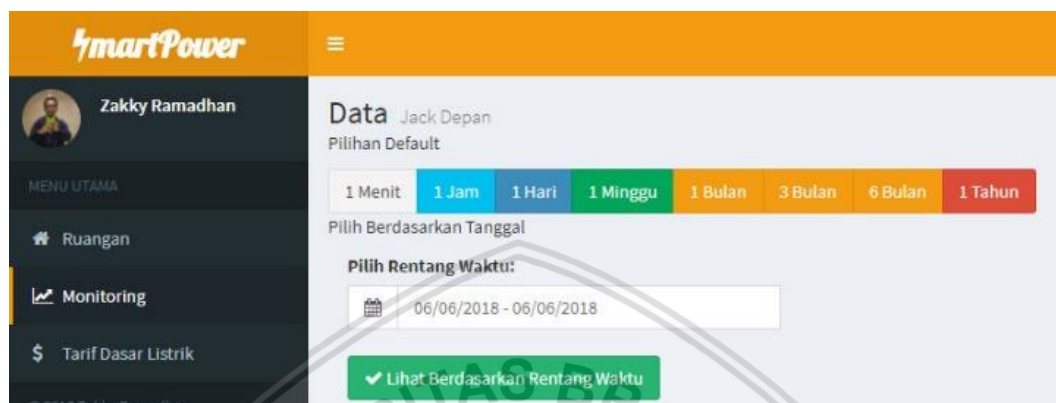 SmartPower
Zakky Ramadhan
MENU UTAMA
Ruangan
Monitoring
$ Tarif Dasar Listrik
Data Jack Depan
Pilihan Default
1 Menit 1 Jam 1 Hari 1 Minggu 1 Bulan 3 Bulan 6 Bulan 1 Tahun
Pilih Berdasarkan Tanggal
Pilih Rentang Waktu:
06/06/2018 - 06/06/2018
Lihat Berdasarkan Rentang Waktu